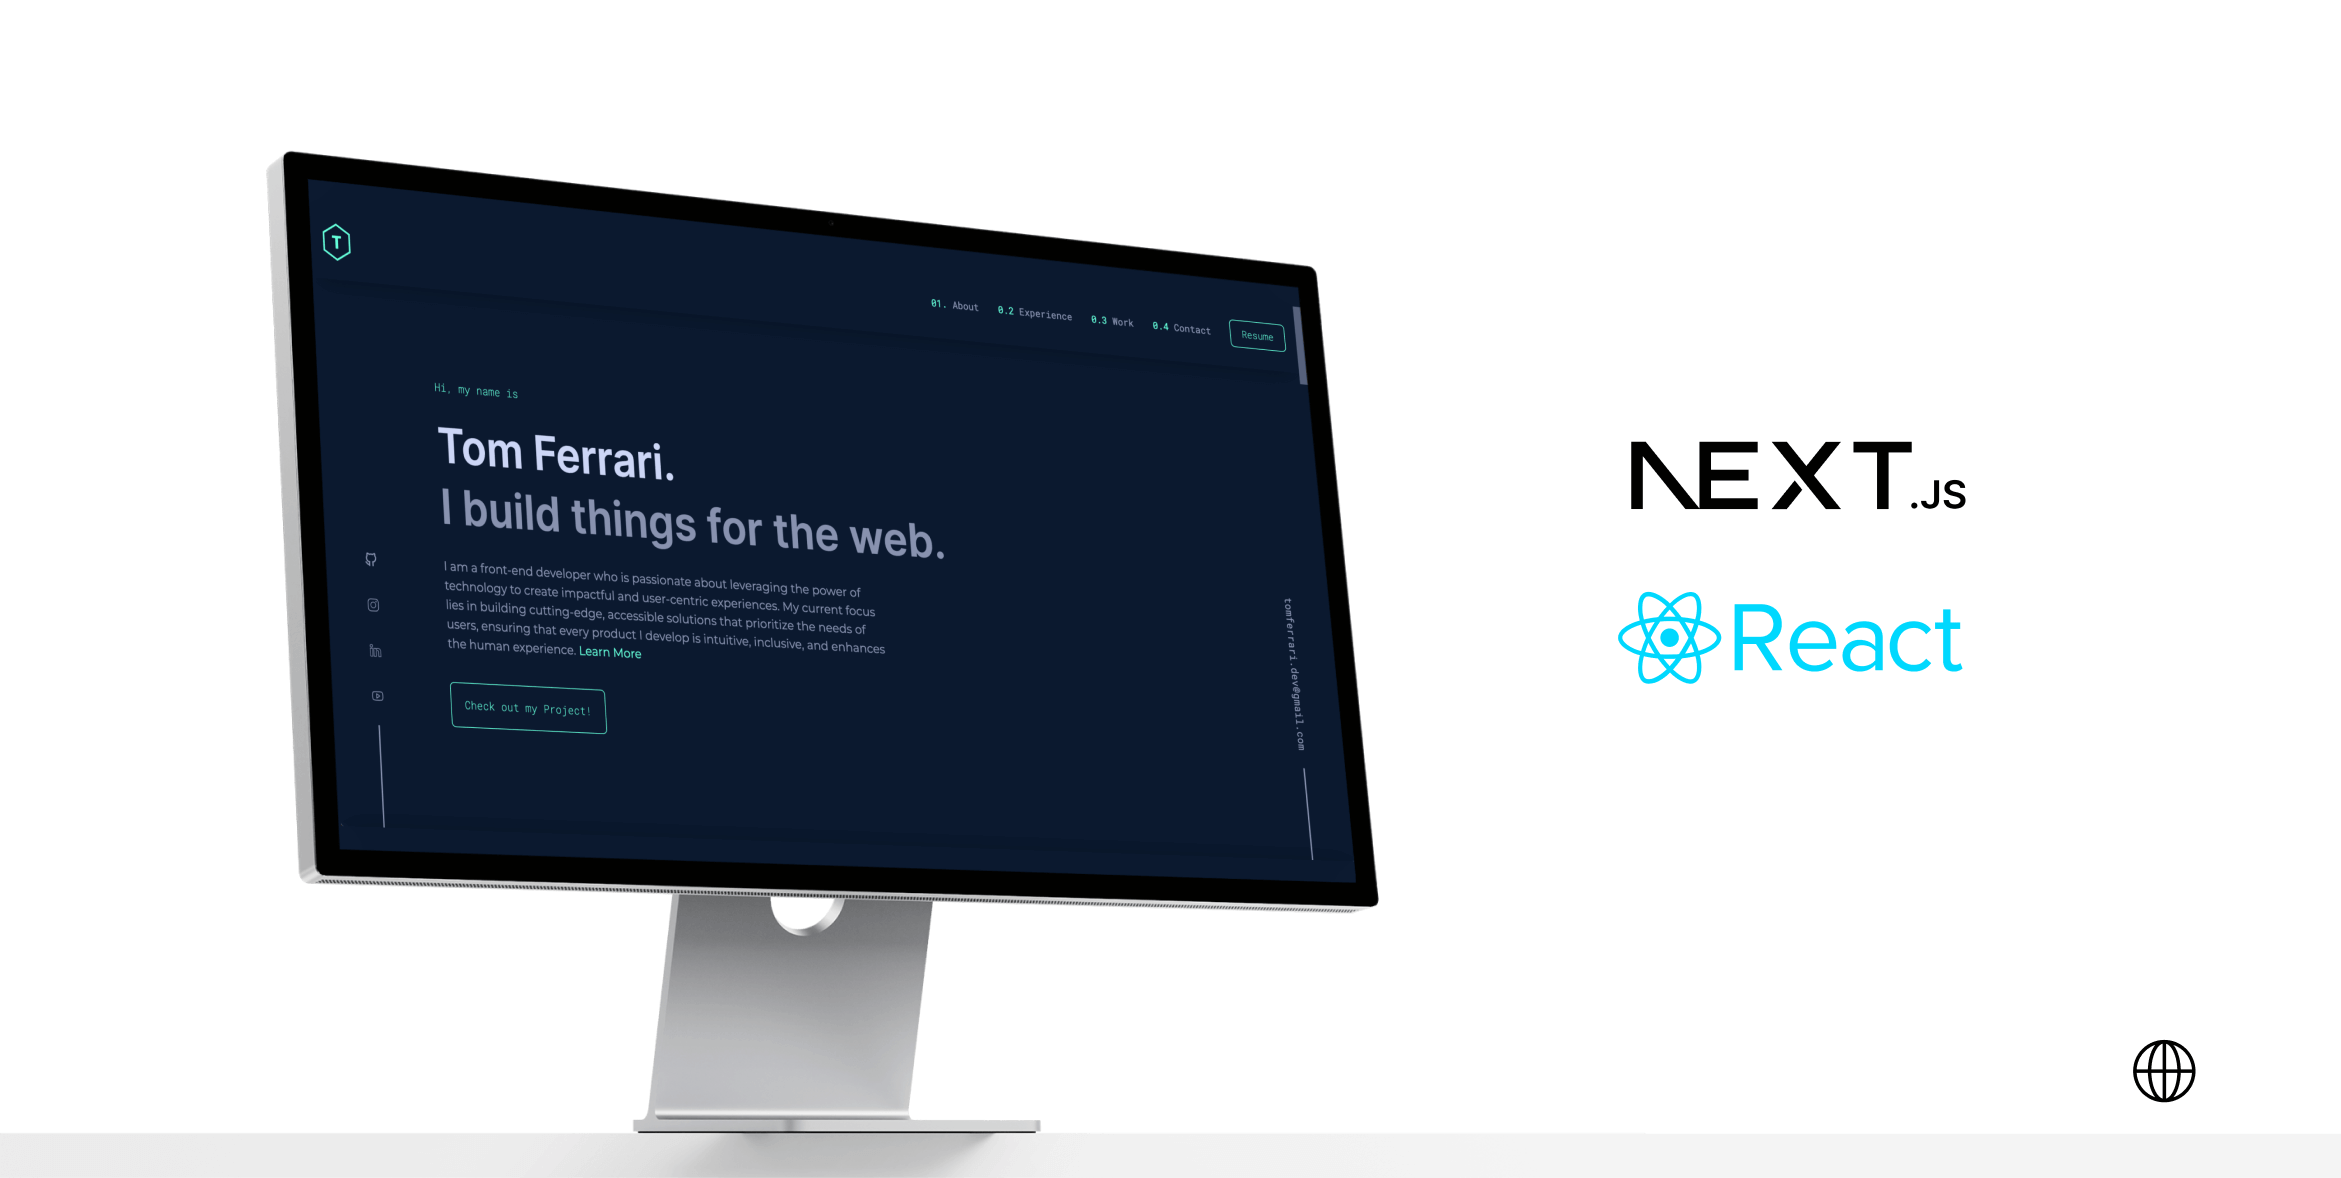 T
01. About 0.2 Experience 0.3 Work 0.4 Contact Resume
Hi, my name is
Tom Ferrari.
I build things for the web.
I am a front-end developer who is passionate about leveraging the power of
technology to create impactful and user-centric experiences. My current focus
lies in building cutting-edge, accessible solutions that prioritize the needs of
users, ensuring that every product I develop is intuitive, inclusive, and enhances
the human experience. Learn More
Check out my Project!
tomferrari.dev@gmail.com
NEXT.JS
React